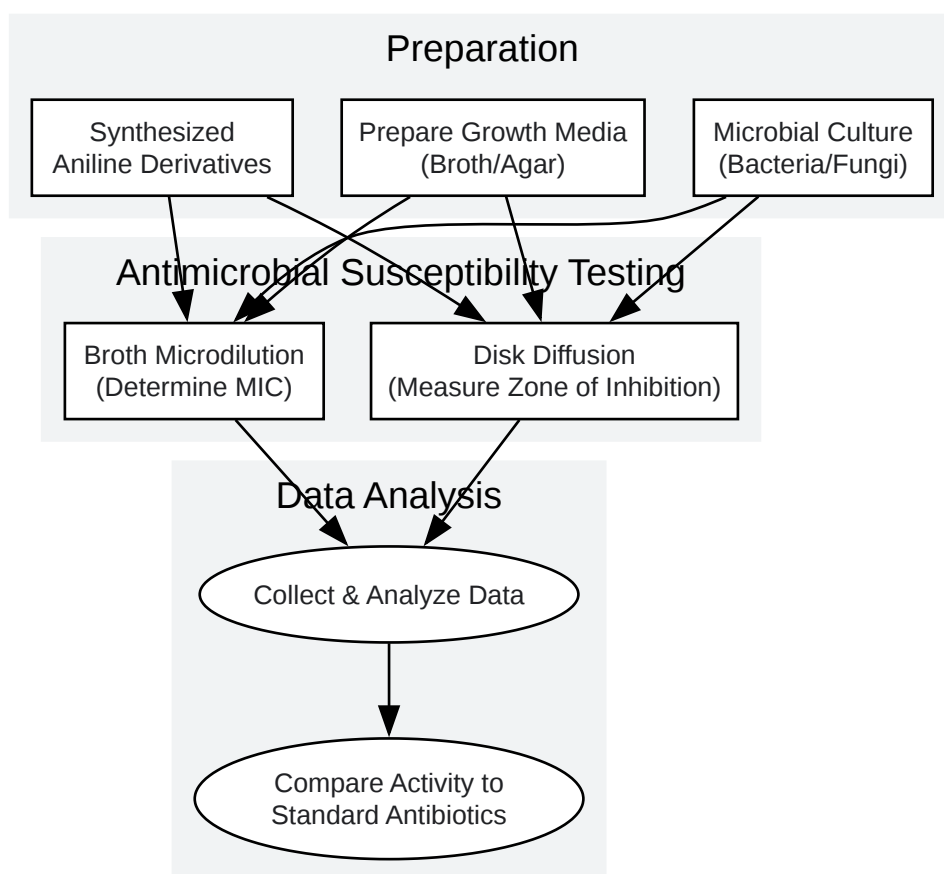 Preparation
Synthesized
Aniline Derivatives
Prepare Growth Media
(Broth/Agar)
Microbial Culture
(Bacteria/Fungi)
Antimicrobial Susceptibility Testing
Broth Microdilution
(Determine MIC)
Disk Diffusion
(Measure Zone of Inhibition)
Data Analysis
Collect & Analyze Data
Compare Activity to
Standard Antibiotics